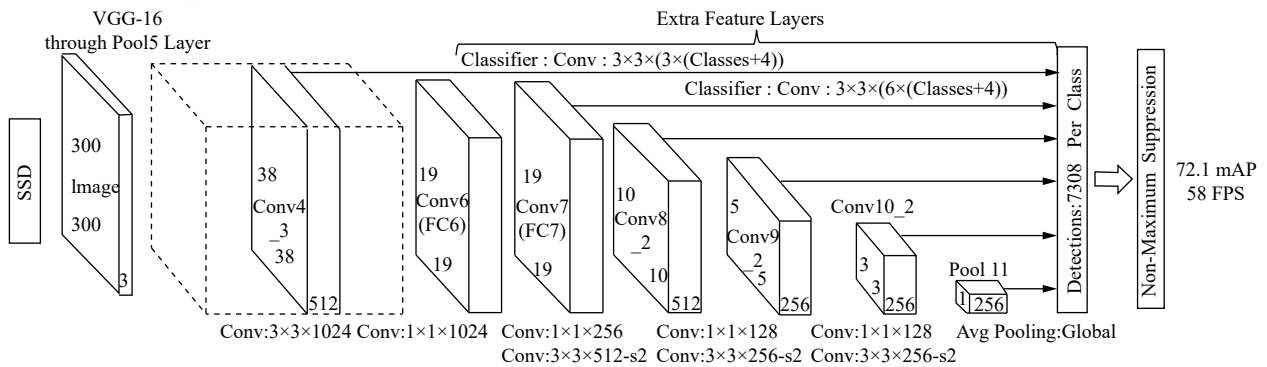 VGG-16
through Pool5 Layer
Extra Feature Layers
Classifier : Conv : 3×3×(3×(Classes+4))
Classifier : Conv : 3×3×(6×(Classes+4))
SSD
300
lmage
300
3
38
Conv4
_3
38
512
19
Conv6
(FC6)
19
19
Conv7
(FC7)
19
10
Conv8
_2
10
512
5
Conv9
_2
5
256
Conv10_2
3
3
256
Pool 11
1
256
Detections:7308 Per Class
Non-Maximum Suppression
72.1 mAP
58 FPS
Conv:3×3×1024
Conv:1×1×1024
Conv:1×1×256
Conv:3×3×512-s2
Conv:1×1×128
Conv:3×3×256-s2
Conv:1×1×128
Conv:3×3×256-s2
Avg Pooling:Global